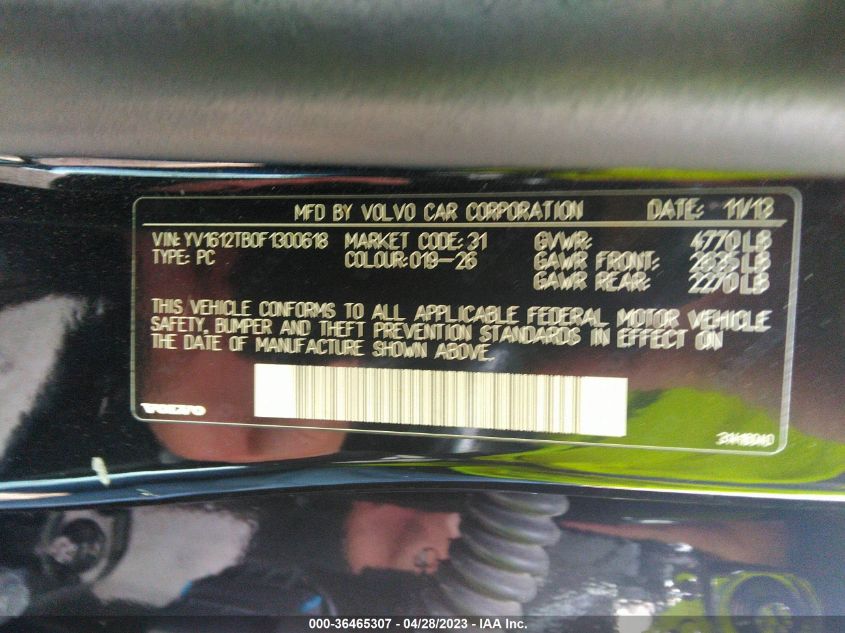 MFD BY VOLVO CAR CORPORATION DATE: 11/13
VIN: YV1612TB0F1300618 MARKET CODE: 31 GVWR: 4770 LB
TYPE: PC COLOUR: 019-26 GAWR FRONT: 2635 LB
GAWR REAR: 2270 LB
THIS VEHICLE CONFORMS TO ALL APPLICABLE FEDERAL MOTOR VEHICLE
SAFETY, BUMPER AND THEFT PREVENTION STANDARDS IN EFFECT ON
THE DATE OF MANUFACTURE SHOWN ABOVE.
VOLVO
000-36465307 - 04/28/2023 - IAA Inc.